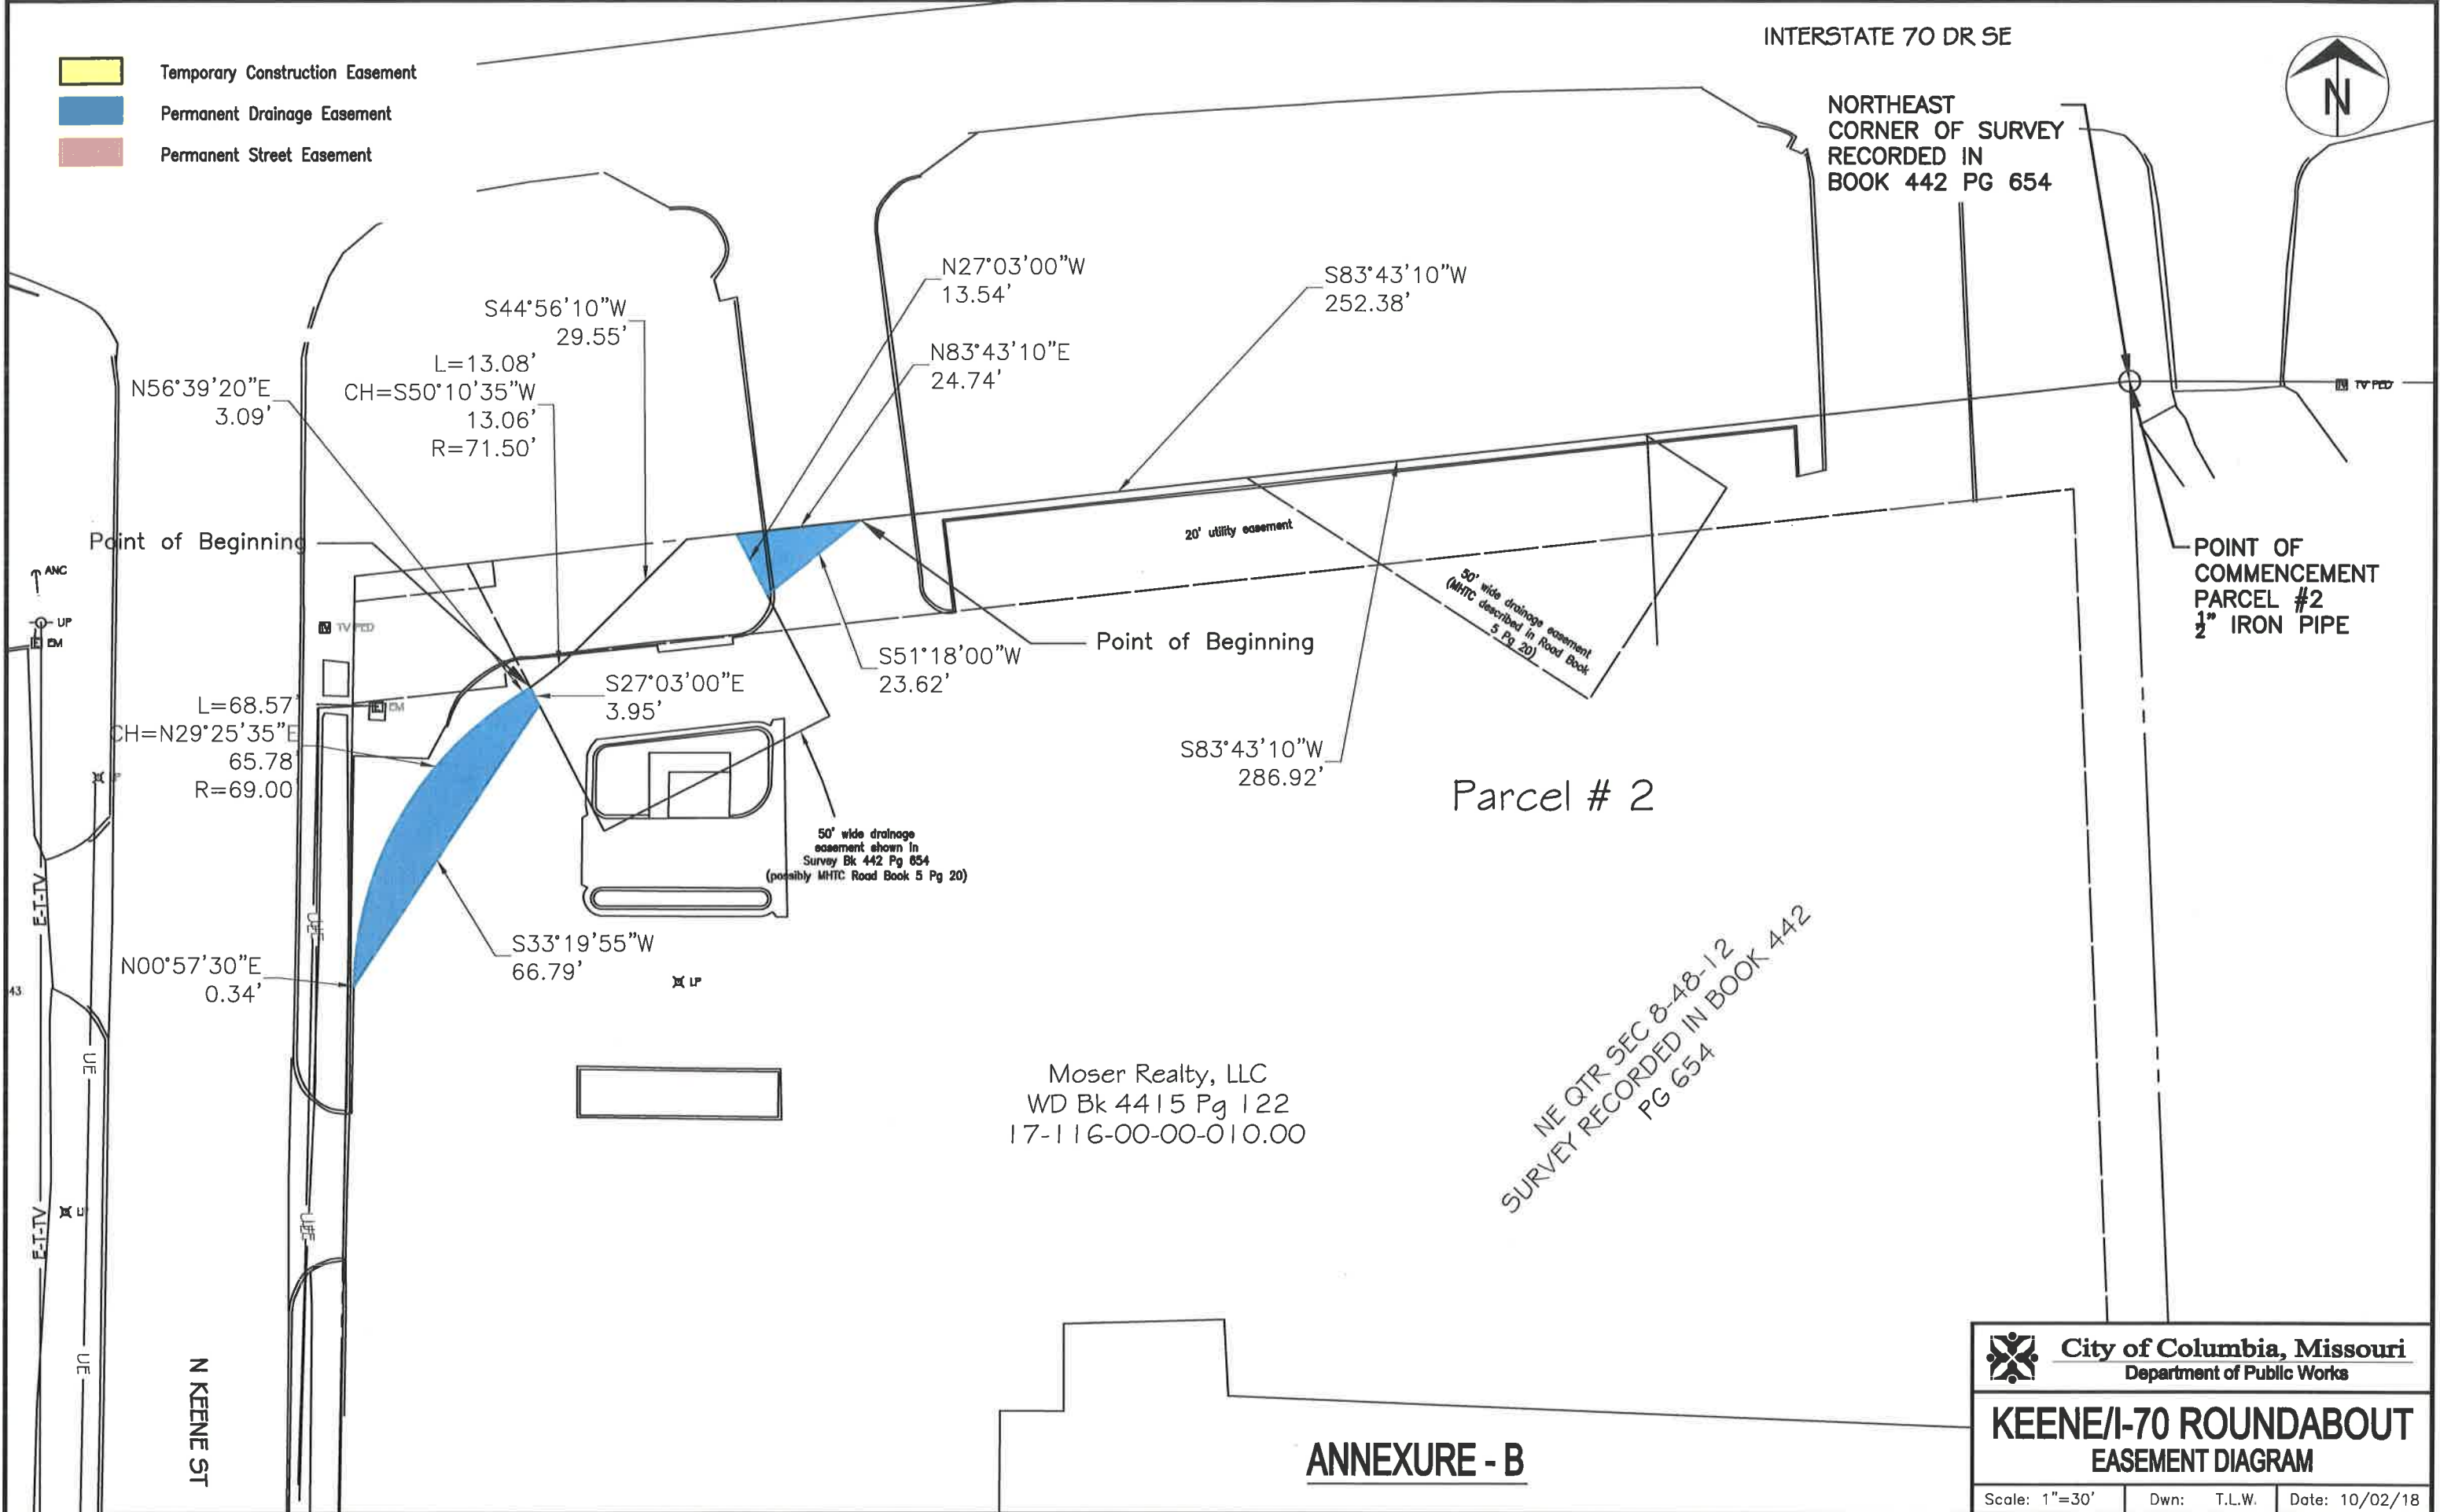 Temporary Construction Easement
Permanent Drainage Easement
Permanent Street Easement
INTERSTATE 70 DR SE
N
NORTHEAST
CORNER OF SURVEY
RECORDED IN
BOOK 442 PG 654
N27°03'00"W
13.54'
S83°43'10"W
252.38'
S44°56'10"W
29.55'
N83°43'10"E
24.74'
L=13.08'
CH=S50°10'35"W
13.06'
R=71.50'
N56°39'20"E
3.09'
TV PED
Point of Beginning
20' utility easement
50' wide drainage easement
(MHTC described in Road Book
5 Pg 20)
POINT OF
COMMENCEMENT
PARCEL #2
1/2" IRON PIPE
ANC
UP
EM
TV PED
Point of Beginning
S51°18'00"W
23.62'
S27°03'00"E
3.95'
L=68.57'
CH=N29°25'35"E
65.78'
R=69.00'
EM
S83°43'10"W
286.92'
Parcel # 2
50' wide drainage
easement shown in
Survey Bk 442 Pg 654
(possibly MHTC Road Book 5 Pg 20)
E-T-TV
S33°19'55"W
66.79'
N00°57'30"E
0.34'
43
LP
UE
NE QTR SEC 8-48-12
SURVEY RECORDED IN BOOK 442
PG 654
Moser Realty, LLC
WD Bk 4415 Pg 122
17-116-00-00-010.00
E-T-TV
UE
N KEENE ST
ANNEXURE - B
City of Columbia, Missouri
Department of Public Works
KEENE/I-70 ROUNDABOUT
EASEMENT DIAGRAM
Scale: 1"=30'
Dwn: T.L.W.
Date: 10/02/18